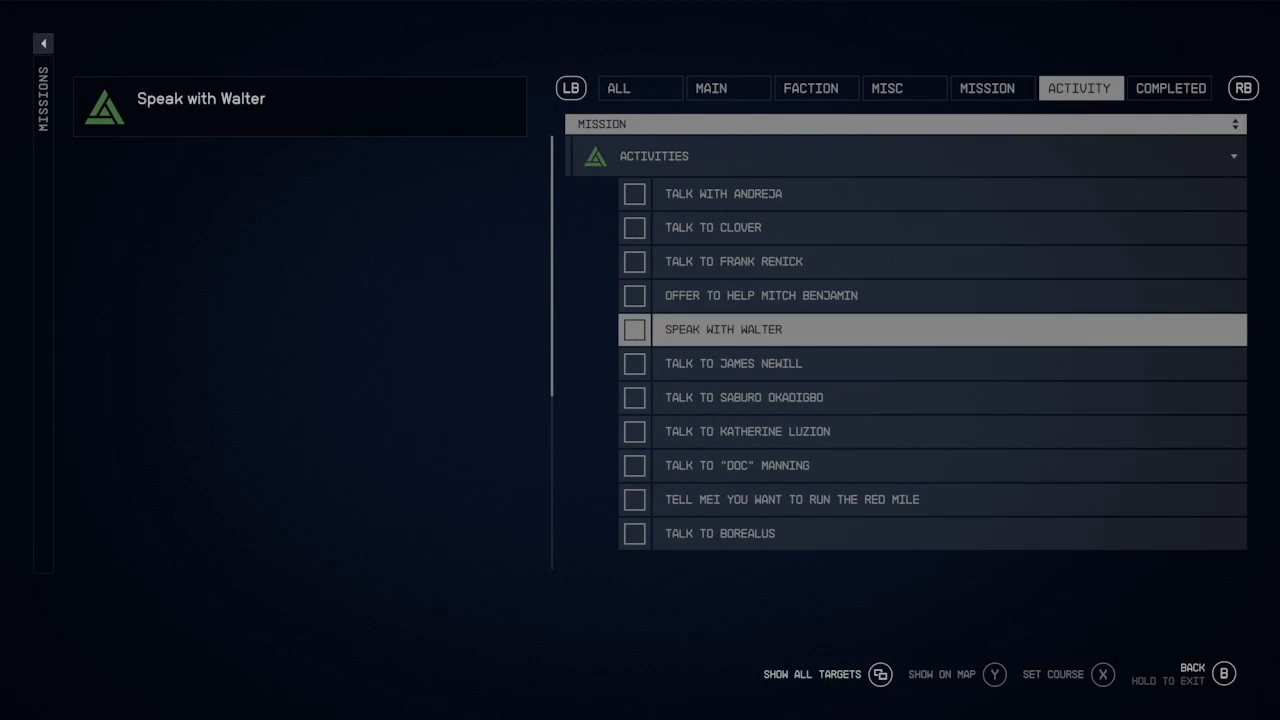 MISSIONS
Speak with Walter
LB ALL MAIN FACTION MISC MISSION ACTIVITY COMPLETED RB
MISSION
ACTIVITIES
TALK WITH ANDREJA
TALK TO CLOVER
TALK TO FRANK RENICK
OFFER TO HELP MITCH BENJAMIN
SPEAK WITH WALTER
TALK TO JAMES NEWILL
TALK TO SABURO OKADIGBO
TALK TO KATHERINE LUZION
TALK TO "DOC" MANNING
TELL MEI YOU WANT TO RUN THE RED MILE
TALK TO BOREALUS
SHOW ALL TARGETS SHOW ON MAP Y SET COURSE X BACK B
HOLD TO EXIT